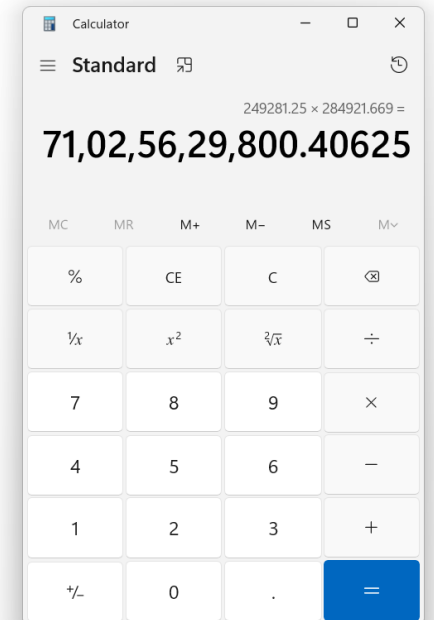 Calculator
Standard
249281.25 × 284921.669 =
71,02,56,29,800.40625
MC MR M+ M− MS M
% CE C
¹/x x² ²√x ÷
7 8 9 ×
4 5 6 −
1 2 3 +
+/− 0 . =